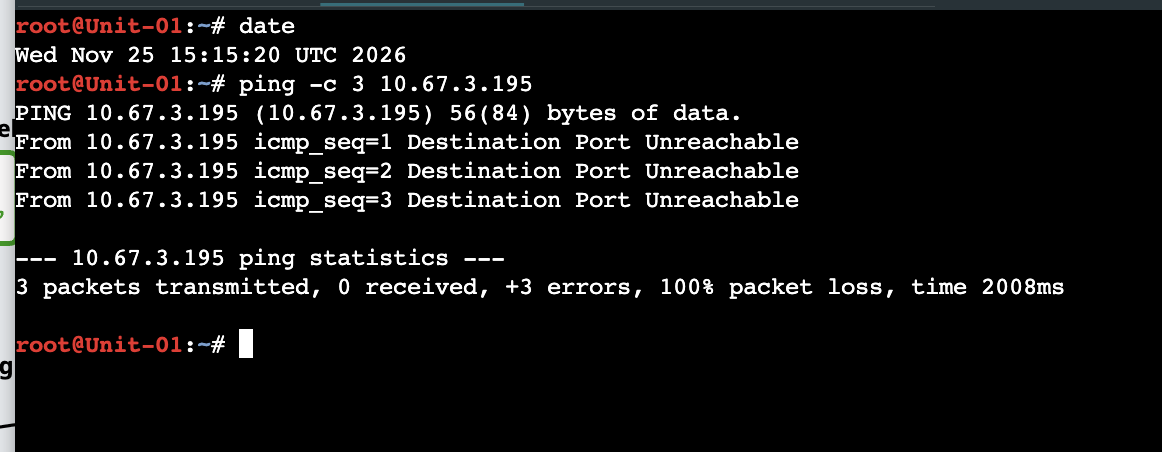 root@Unit-01:~# date
Wed Nov 25 15:15:20 UTC 2026
root@Unit-01:~# ping -c 3 10.67.3.195
PING 10.67.3.195 (10.67.3.195) 56(84) bytes of data.
From 10.67.3.195 icmp_seq=1 Destination Port Unreachable
From 10.67.3.195 icmp_seq=2 Destination Port Unreachable
From 10.67.3.195 icmp_seq=3 Destination Port Unreachable
--- 10.67.3.195 ping statistics ---
3 packets transmitted, 0 received, +3 errors, 100% packet loss, time 2008ms
root@Unit-01:~#